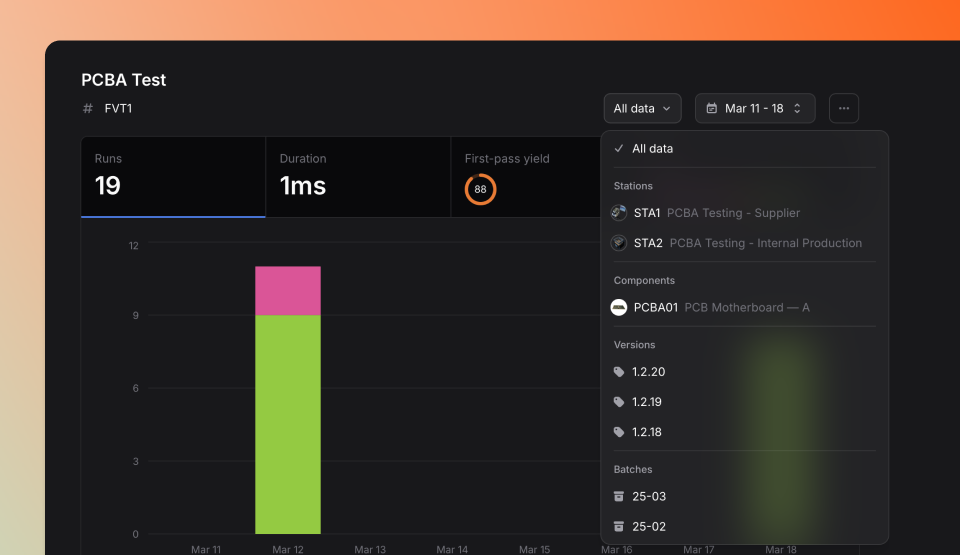 PCBA Test
# FVT1
All data
Mar 11 - 18
Runs
19
Duration
1ms
First-pass yield
88
All data
Stations
STA1 PCBA Testing - Supplier
STA2 PCBA Testing - Internal Production
Components
PCBA01 PCB Motherboard — A
Versions
1.2.20
1.2.19
1.2.18
Batches
25-03
25-02
12
9
6
3
0
Mar 11 Mar 12 Mar 13 Mar 14 Mar 15 Mar 16 Mar 17 Mar 18